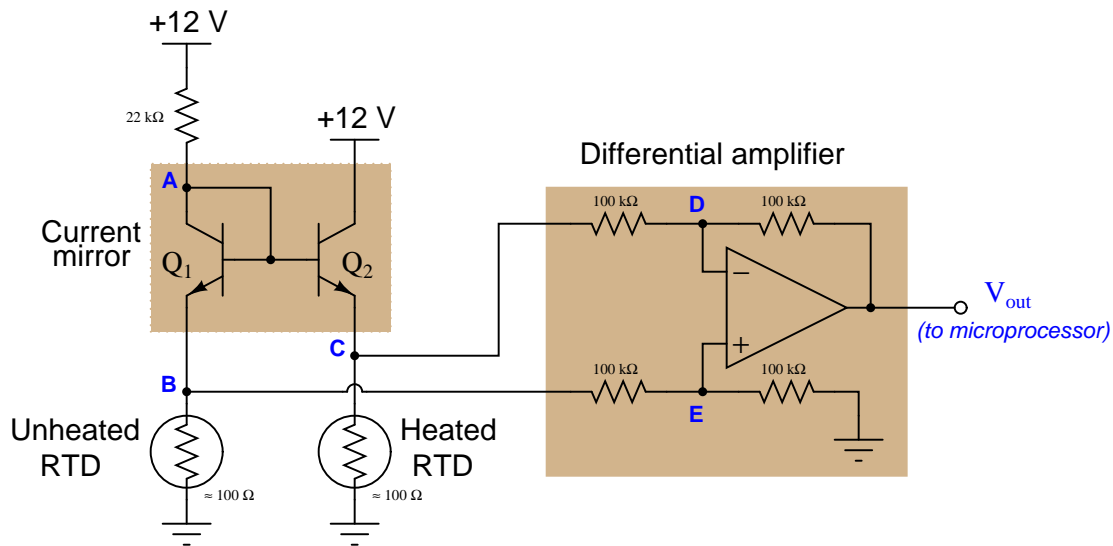 +12 V
22 kΩ
+12 V
Differential amplifier
A
Current
mirror
Q1
Q2
100 kΩ
D
100 kΩ
−
+
Vout
(to microprocessor)
C
B
100 kΩ
E
100 kΩ
Unheated
RTD
≈ 100 Ω
Heated
RTD
≈ 100 Ω